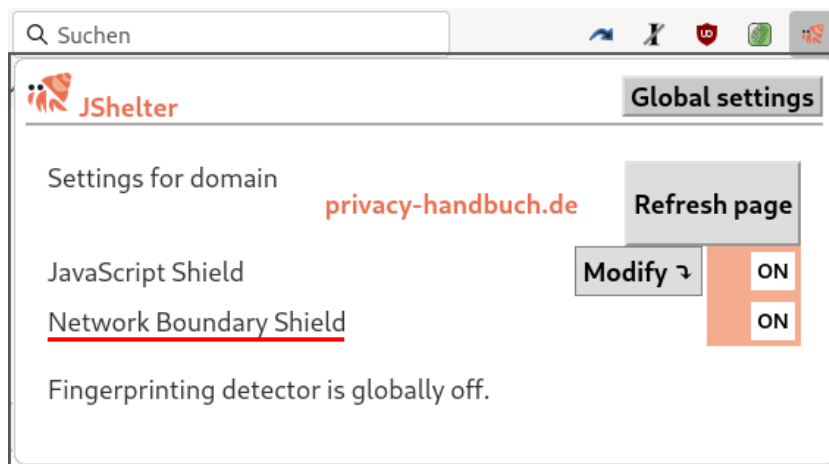 Suchen
JShelter
Global settings
Settings for domain
privacy-handbuch.de
Refresh page
JavaScript Shield
Modify
ON
Network Boundary Shield
ON
Fingerprinting detector is globally off.